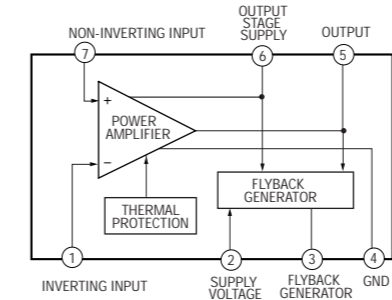 OUTPUT
STAGE
SUPPLY
NON-INVERTING INPUT
OUTPUT
7
6
5
+
POWER
AMPLIFIER
−
FLYBACK
GENERATOR
THERMAL
PROTECTION
1
2
3
4
INVERTING INPUT
SUPPLY
VOLTAGE
FLYBACK
GENERATOR
GND